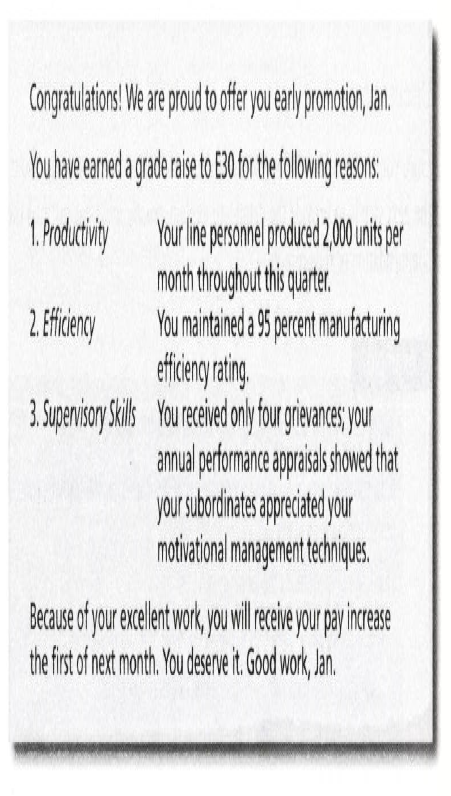 Congratulations! We are proud to offer you early promotion, Jan.
You have earned a grade raise to E30 for the following reasons:
1. Productivity Your line personnel produced 2,000 units per
month throughout this quarter.
2. Efficiency You maintained a 95 percent manufacturing
efficiency rating.
3. Supervisory Skills You received only four grievances; your
annual performance appraisals showed that
your subordinates appreciated your
motivational management techniques.
Because of your excellent work, you will receive your pay increase
the first of next month. You deserve it. Good work, Jan.